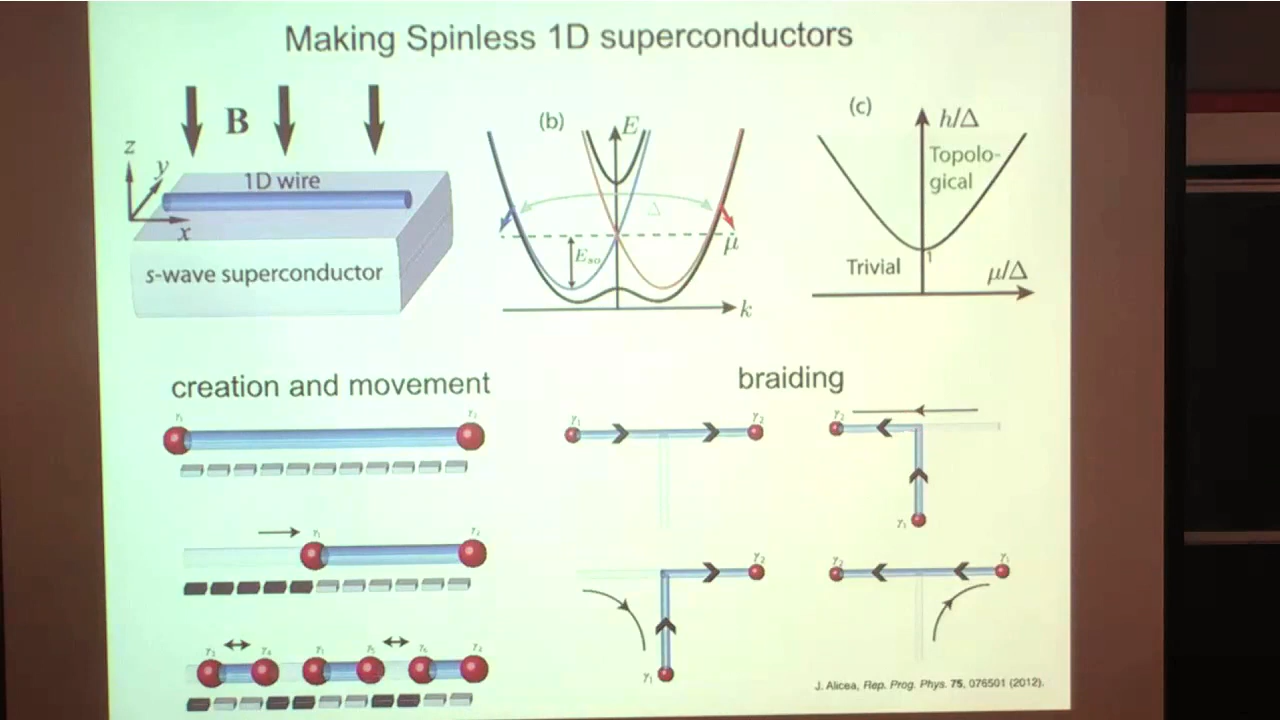 Making Spinless 1D superconductors
B
z
y
x
1D wire
s-wave superconductor
(b)
E
Δ
μ
E_so
k
(c)
h/Δ
Topolo-
gical
1
Trivial
μ/Δ
creation and movement
γ₁ γ₂
γ₁ γ₂
γ₃ γ₄ γ₁ γ₅ γ₆ γ₂
braiding
γ₁ γ₂
γ₂
γ₁
γ₂
γ₁
γ₂ γ₁
J. Alicea, Rep. Prog. Phys. 75, 076501 (2012).